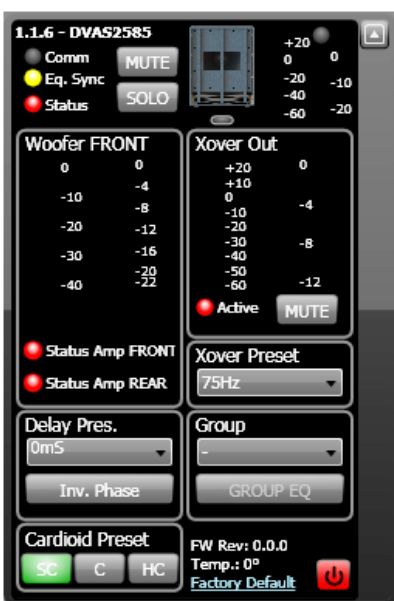 1.1.6 - DVAS2585
Comm
MUTE
Eq. Sync
Status
SOLO
+20
0 0
-20
-10
-40
-60 -20
Woofer FRONT
0 0
-4
-10
-8
-20
-12
-30 -16
-20
-40 -22
Status Amp FRONT
Status Amp REAR
Xover Out
+20 0
+10
0
-10 -4
-20
-30 -8
-40
-50
-60 -12
Active MUTE
Xover Preset
75Hz
Delay Pres.
0mS
Inv. Phase
Group
-
GROUP EQ
Cardioid Preset
SC C HC
FW Rev: 0.0.0
Temp.: 0°
Factory Default